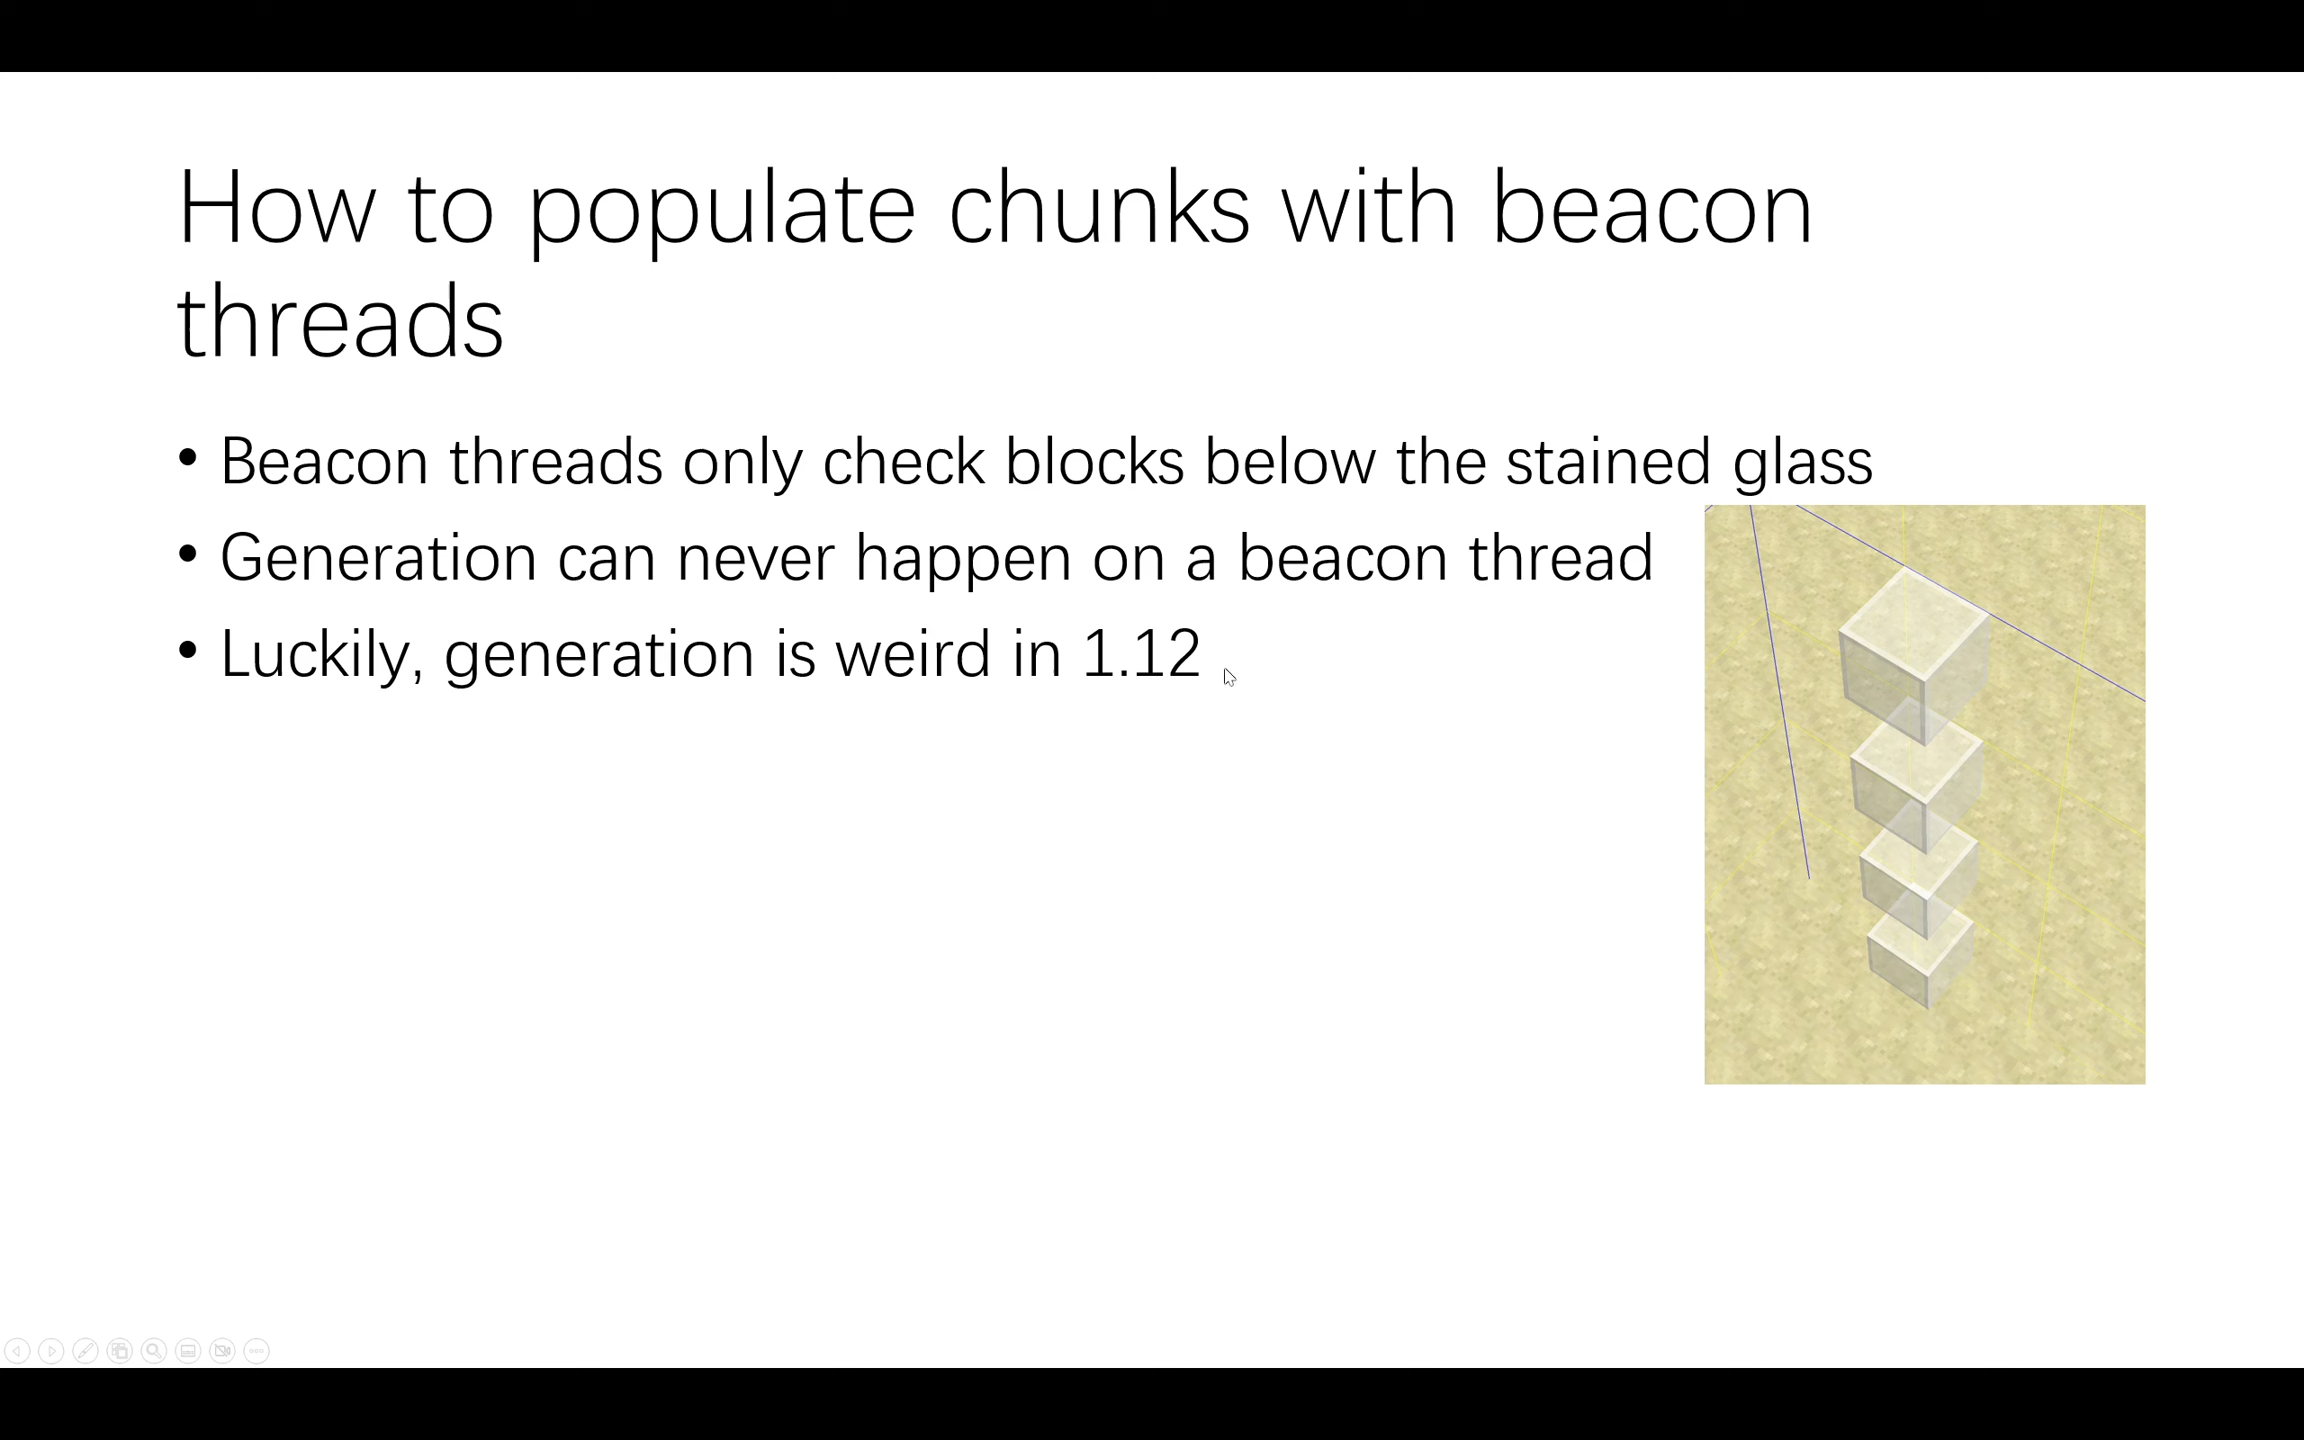 How to populate chunks with beacon
threads
• Beacon threads only check blocks below the stained glass
• Generation can never happen on a beacon thread
• Luckily, generation is weird in 1.12